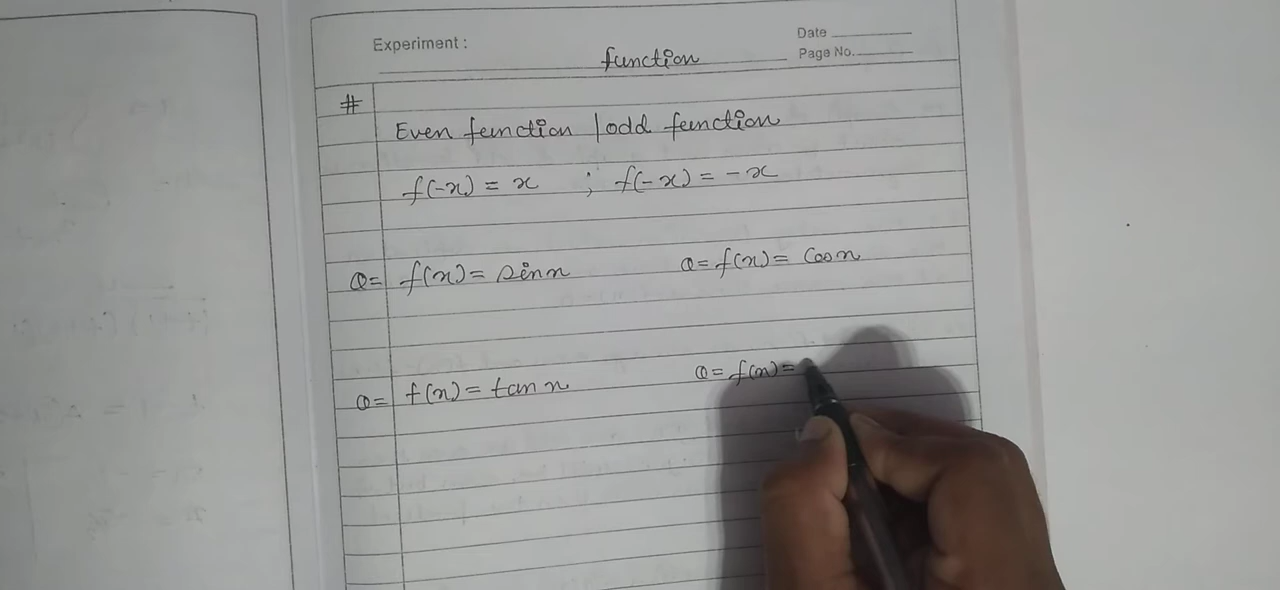 Experiment :
Date
function
Page No.
#
Even function / odd function
f(-x) = x ; f(-x) = -x
Q= f(x) = sin x
Q= f(x) = Cos x
Q= f(x) = tan x
Q= f(x) =